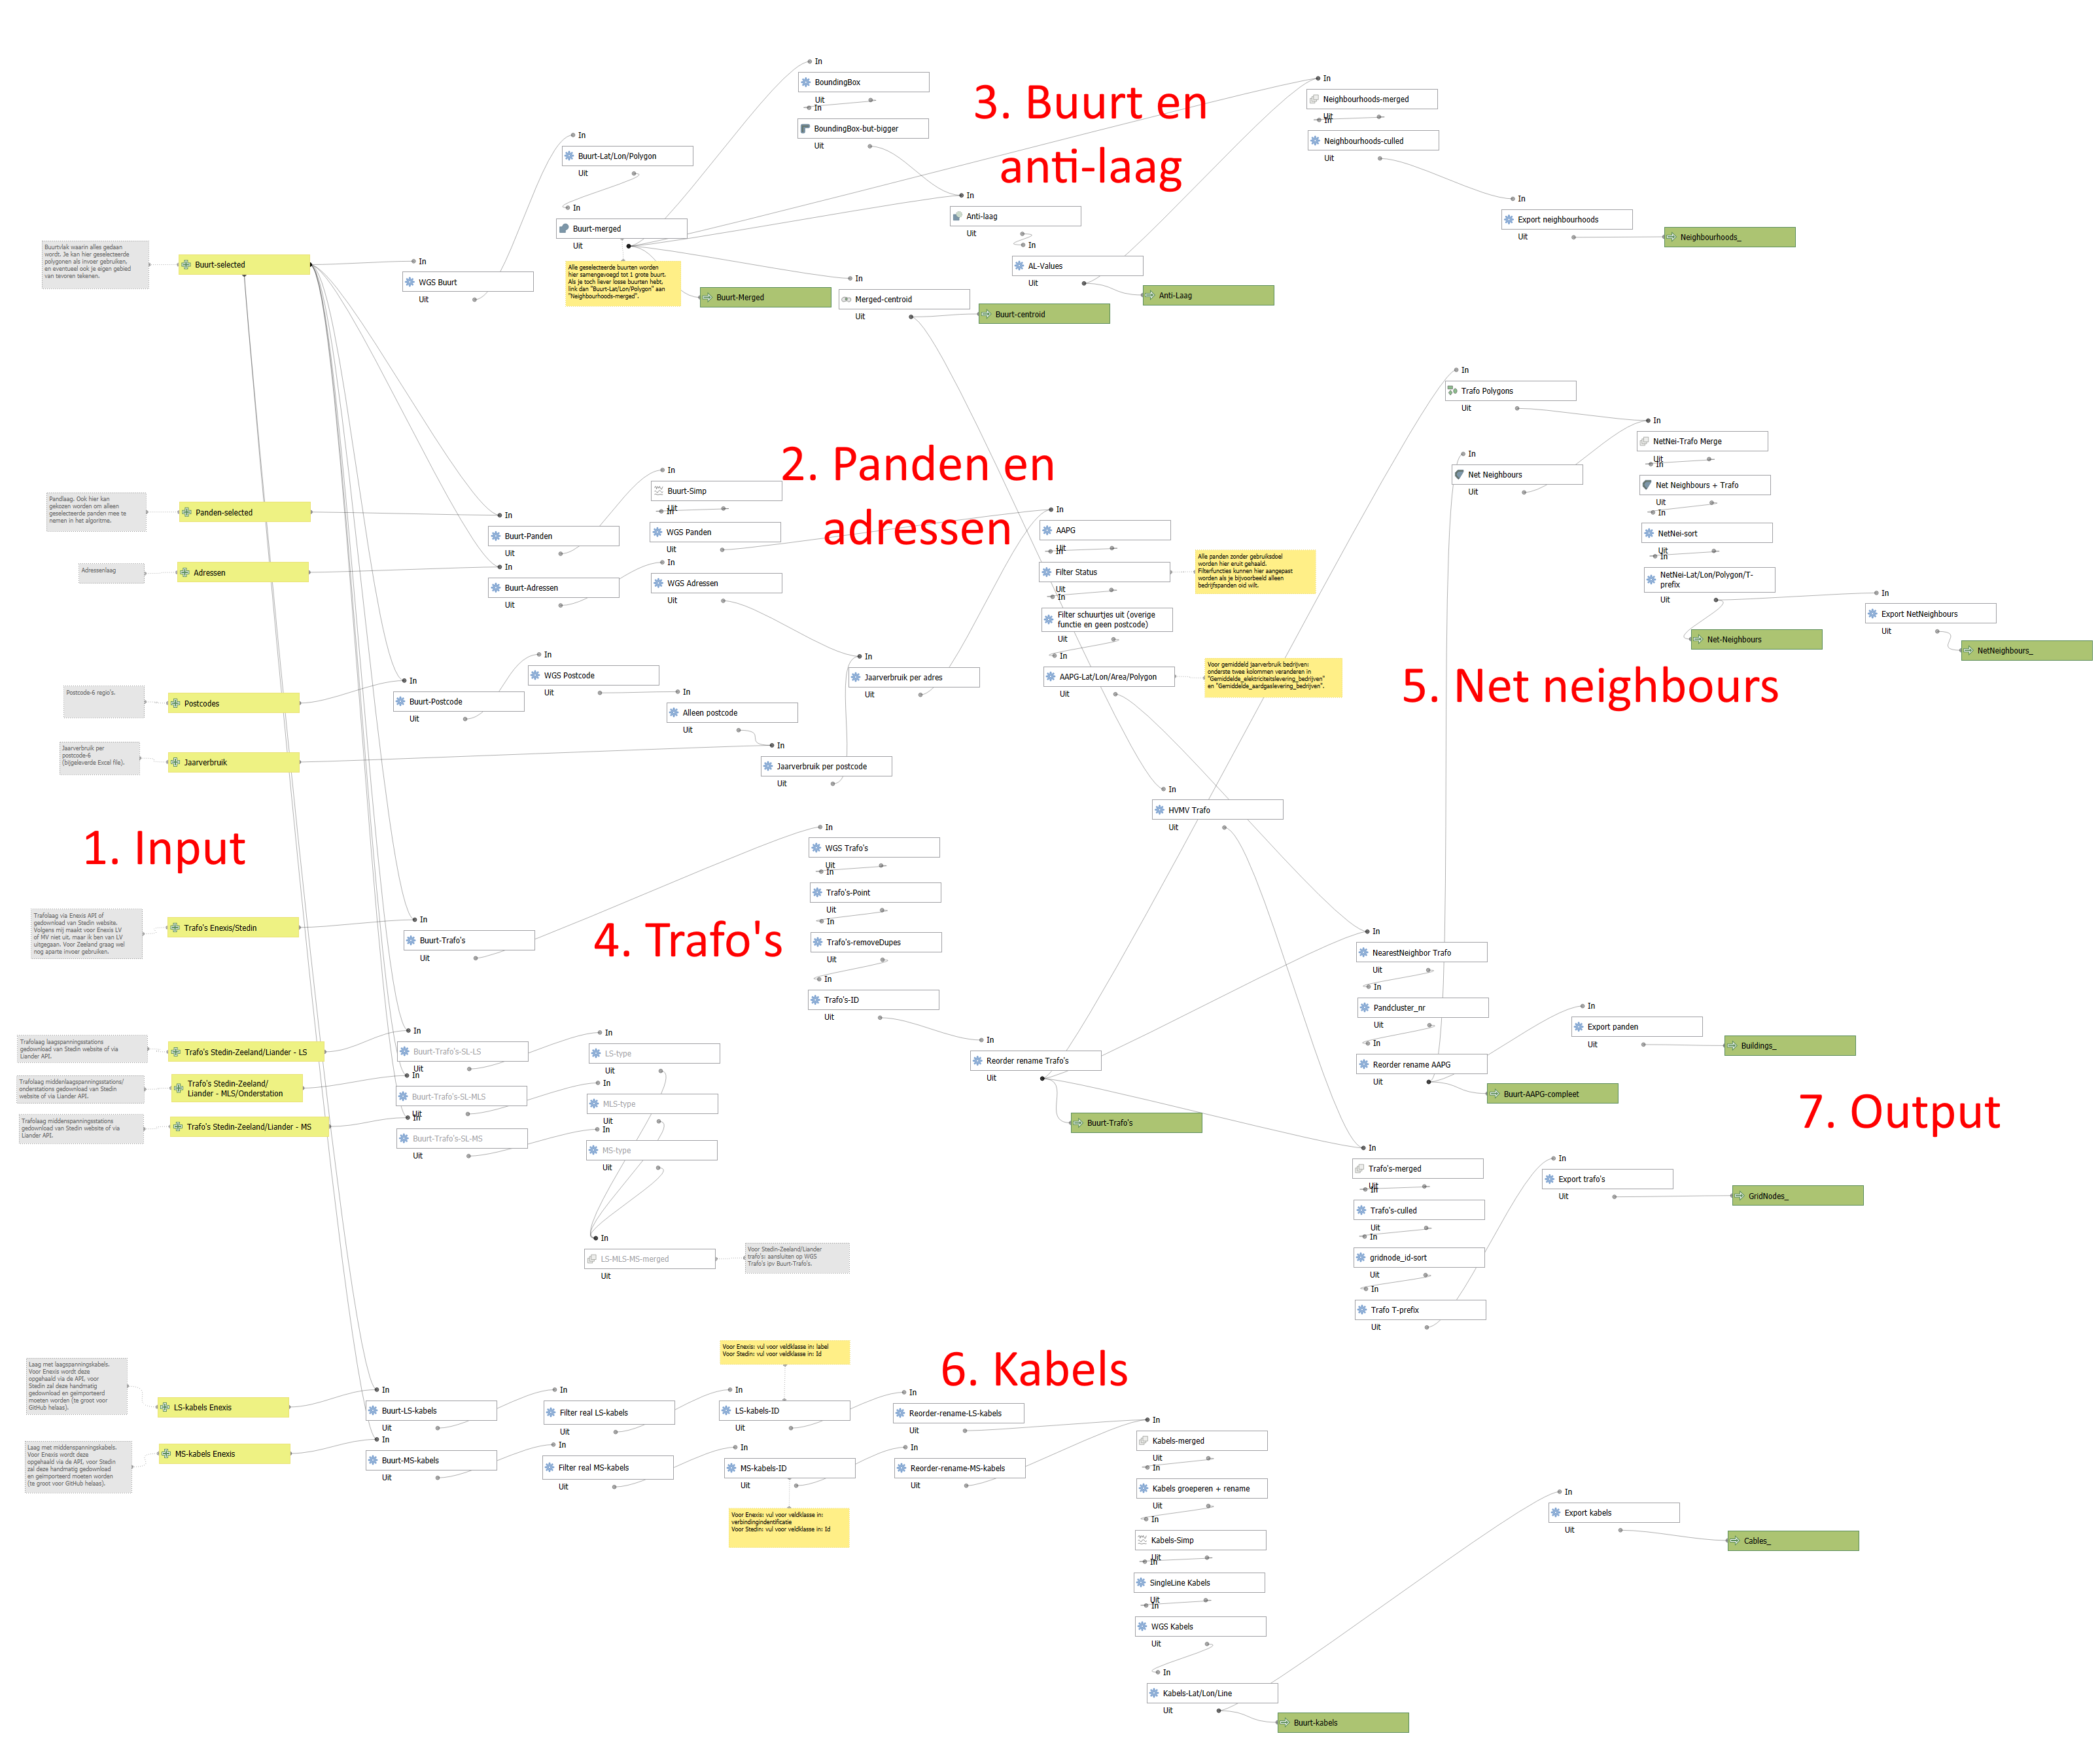 In
BoundingBox
Uit
In
BoundingBox-but-bigger
Uit
3. Buurt en
anti-laag
In
Neighbourhoods-merged
Uit
In
Neighbourhoods-culled
Uit
In
Export neighbourhoods
Uit
Neighbourhoods_
In
Buurt-Lat/Lon/Polygon
Uit
In
Buurt-merged
Uit
In
Anti-laag
Uit
In
AL-Values
Uit
Anti-Laag
Buurtvlak waarin alles gedaan
wordt. Je kan hier geselecteerde
polygonen als invoer gebruiken,
en eventueel ook je eigen gebied
van tevoren tekenen.
Buurt-selected
In
WGS Buurt
Uit
Alle geselecteerde buurten worden
hier samengevoegd tot 1 grote buurt.
Als je toch liever losse buurten hebt,
link dan "Buurt-Lat/Lon/Polygon" aan
"Neighbourhoods-merged".
Buurt-Merged
In
Merged-centroid
Uit
Buurt-centroid
In
Trafo Polygons
Uit
In
Net Neighbours
Uit
In
NetNei-Trafo Merge
Uit
In
Net Neighbours + Trafo
Uit
In
NetNei-sort
Uit
In
NetNei-Lat/Lon/Polygon/T-
prefix
Uit
Net-Neighbours
In
Export NetNeighbours
Uit
NetNeighbours_
5. Net neighbours
2. Panden en
adressen
Pandlaag. Ook hier kan
gekozen worden om alleen
geselecteerde panden mee te
nemen in het algoritme.
Panden-selected
In
Buurt-Panden
Uit
In
Buurt-Simp
Uit
In
WGS Panden
Uit
Adressenlaag
Adressen
In
Buurt-Adressen
Uit
In
WGS Adressen
Uit
In
AAPG
Uit
In
Filter Status
Uit
In
Filter schuurtjes uit (overige
functie en geen postcode)
Uit
In
AAPG-Lat/Lon/Area/Polygon
Uit
Alle panden zonder gebruiksdoel
worden hier eruit gehaald.
Filterfuncties kunnen hier aangepast
worden als je bijvoorbeeld alleen
bedrijfspanden oid wilt.
Voor gemiddeld jaarverbruik bedrijven:
onderste twee kolommen veranderen in
"Gemiddelde_elektriciteitslevering_bedrijven"
en "Gemiddelde_aardgaslevering_bedrijven".
Postcode-6 regio's.
Postcodes
In
Buurt-Postcode
Uit
In
WGS Postcode
Uit
In
Alleen postcode
Uit
In
Jaarverbruik per adres
Uit
Jaarverbruik per
postcode-6
(bijgeleverde Excel file).
Jaarverbruik
In
Jaarverbruik per postcode
Uit
In
HVMV Trafo
Uit
1. Input
4. Trafo's
Trafolaag via Enexis API of
gedownload van Stedin website.
Volgens mij maakt voor Enexis LV
of MV niet uit, maar ik ben van LV
uitgegaan. Voor Zeeland graag wel
nog aparte invoer gebruiken.
Trafo's Enexis/Stedin
In
Buurt-Trafo's
Uit
In
WGS Trafo's
Uit
In
Trafo's-Point
Uit
In
Trafo's-removeDupes
Uit
In
Trafo's-ID
Uit
In
Reorder rename Trafo's
Uit
Buurt-Trafo's
In
NearestNeighbor Trafo
Uit
In
Pandcluster_nr
Uit
In
Reorder rename AAPG
Uit
Buurt-AAPG-compleet
In
Export panden
Uit
Buildings_
7. Output
Trafolaag laagspanningsstations
gedownload van Stedin website of via
Liander API.
Trafo's Stedin-Zeeland/Liander - LS
In
Buurt-Trafo's-SL-LS
Uit
In
LS-type
Uit
Trafolaag middenlaagspanningsstations/
onderstations gedownload van Stedin
website of via Liander API.
Trafo's Stedin-Zeeland/
Liander - MLS/Onderstation
In
Buurt-Trafo's-SL-MLS
Uit
In
MLS-type
Uit
Trafolaag middenspanningsstations
gedownload van Stedin website of via
Liander API.
Trafo's Stedin-Zeeland/Liander - MS
In
Buurt-Trafo's-SL-MS
Uit
In
MS-type
Uit
In
LS-MLS-MS-merged
Uit
Voor Stedin-Zeeland/Liander
trafo's: aansluiten op WGS
Trafo's ipv Buurt-Trafo's.
In
Trafo's-merged
Uit
In
Trafo's-culled
Uit
In
gridnode_id-sort
Uit
In
Trafo T-prefix
Uit
In
Export trafo's
Uit
GridNodes_
6. Kabels
Laag met laagspanningskabels.
Voor Enexis wordt deze
opgehaald via de API, voor
Stedin zal deze handmatig
gedownload en geimporteerd
moeten worden (te groot voor
GitHub helaas).
LS-kabels Enexis
In
Buurt-LS-kabels
Uit
In
Filter real LS-kabels
Uit
Voor Enexis: vul voor veldklasse in: label
Voor Stedin: vul voor veldklasse in: Id
In
LS-kabels-ID
Uit
In
Reorder-rename-LS-kabels
Uit
Laag met middenspanningskabels.
Voor Enexis wordt deze
opgehaald via de API, voor Stedin
zal deze handmatig gedownload
en geimporteerd moeten worden
(te groot voor GitHub helaas).
MS-kabels Enexis
In
Buurt-MS-kabels
Uit
In
Filter real MS-kabels
Uit
In
MS-kabels-ID
Uit
Voor Enexis: vul voor veldklasse in:
verbindingidentificatie
Voor Stedin: vul voor veldklasse in: Id
In
Reorder-rename-MS-kabels
Uit
In
Kabels-merged
Uit
In
Kabels groeperen + rename
Uit
In
Kabels-Simp
Uit
In
SingleLine Kabels
Uit
In
WGS Kabels
Uit
In
Kabels-Lat/Lon/Line
Uit
Buurt-kabels
In
Export kabels
Uit
Cables_